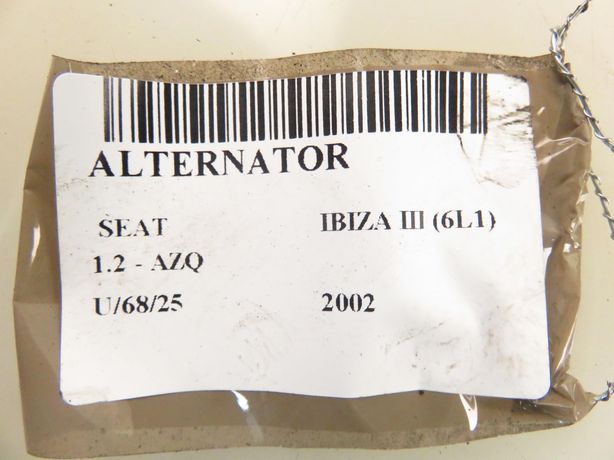 ALTERNATOR
SEAT IBIZA III (6L1)
1.2 - AZQ
U/68/25 2002